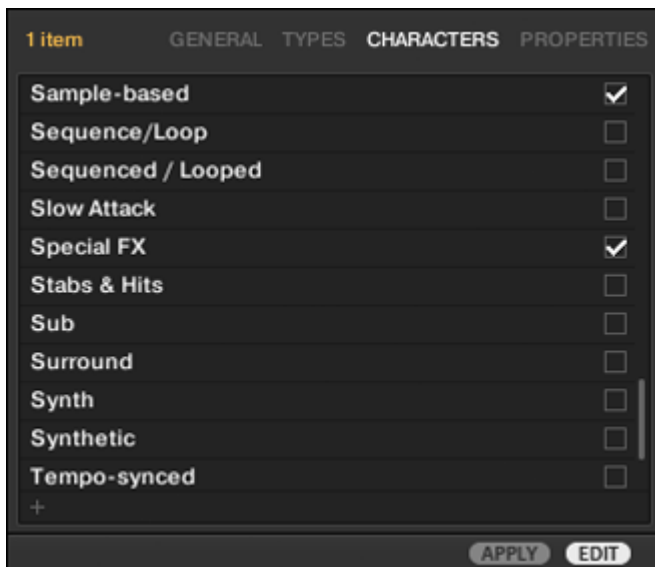 1 item GENERAL TYPES CHARACTERS PROPERTIES
Sample-based
Sequence/Loop
Sequenced / Looped
Slow Attack
Special FX
Stabs & Hits
Sub
Surround
Synth
Synthetic
Tempo-synced
+
APPLY EDIT